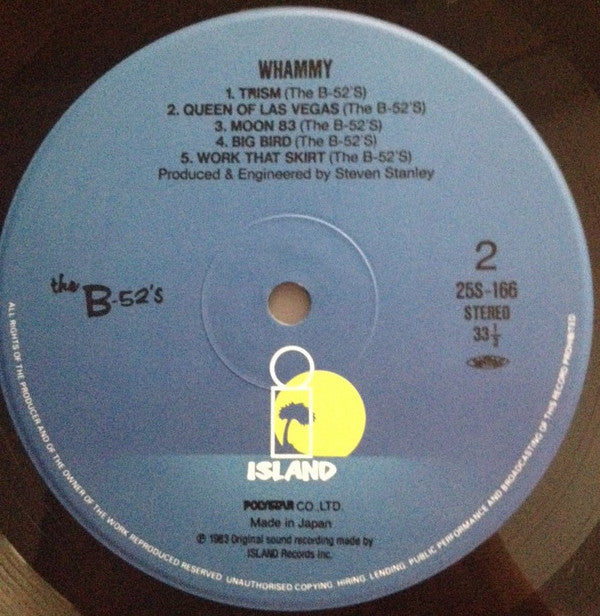 WHAMMY
1. TRISM (The B-52'S)
2. QUEEN OF LAS VEGAS (The B-52'S)
3. MOON 83 (The B-52'S)
4. BIG BIRD (The B-52'S)
5. WORK THAT SKIRT (The B-52'S)
Produced & Engineered by Steven Stanley
the B-52's
2
25S-166
STEREO
33 1/3
ISLAND
POLYSTAR CO.,LTD.
Made in Japan
℗ 1983 Original sound recording made by
ISLAND Records Inc.
ALL RIGHTS OF THE PRODUCER AND OF THE OWNER OF THE WORK REPRODUCED RESERVED. UNAUTHORISED COPYING, HIRING, LENDING, PUBLIC PERFORMANCE AND BROADCASTING OF THIS RECORD PROHIBITED